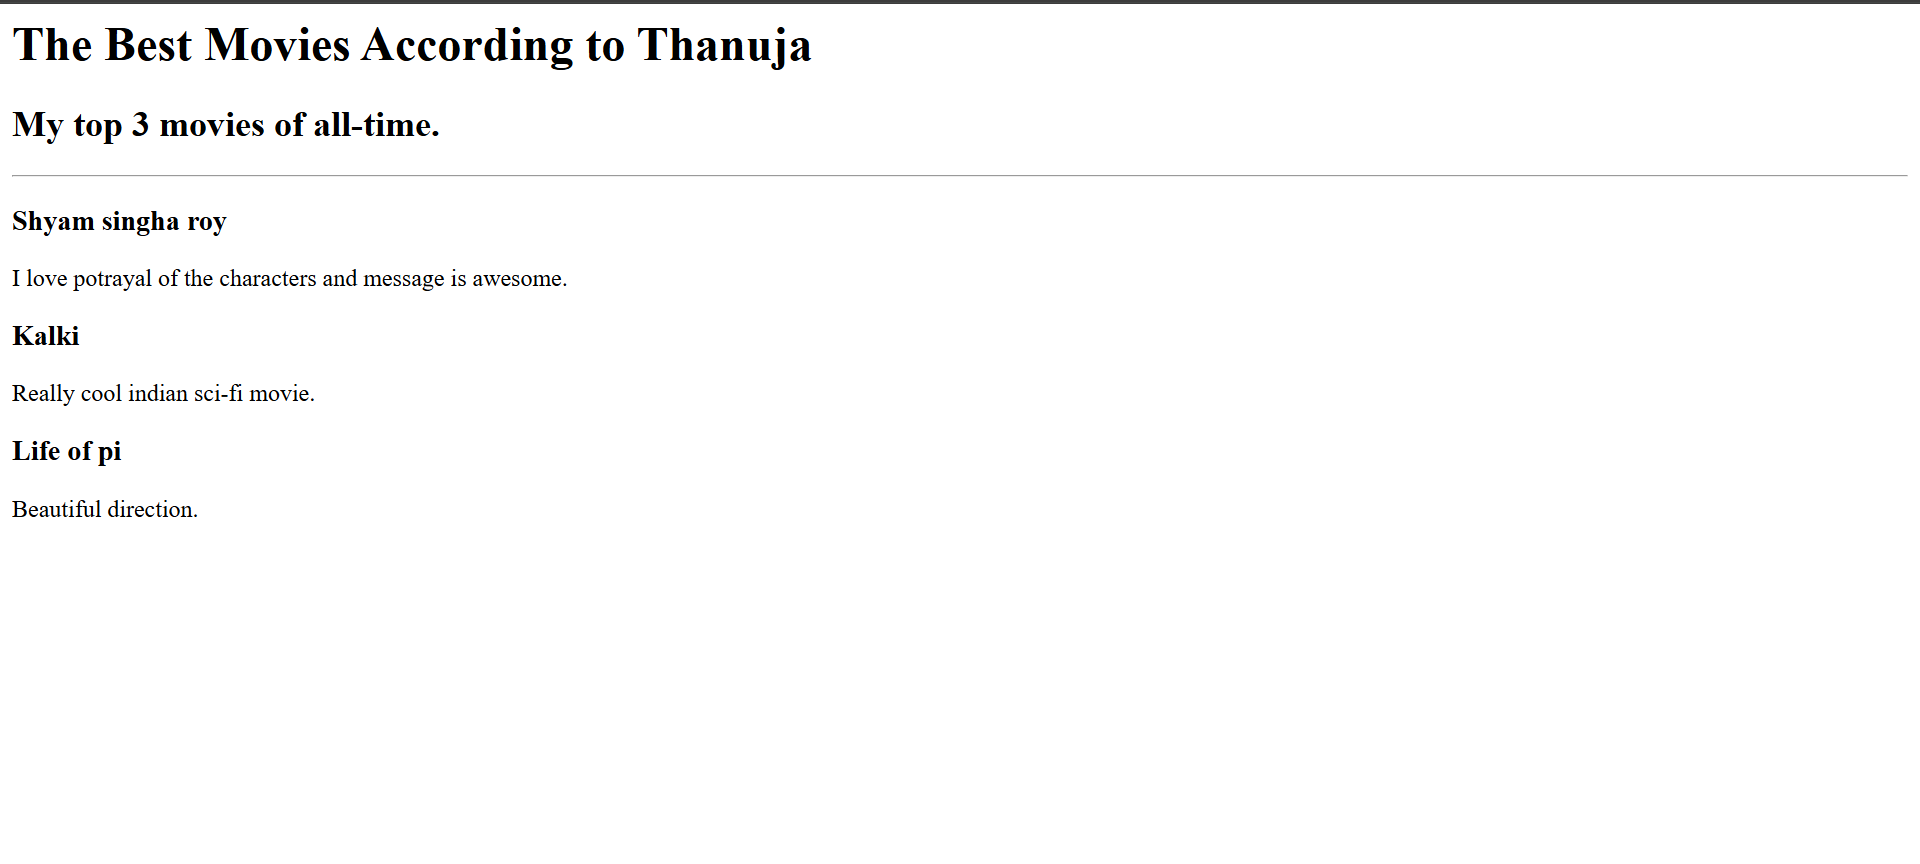 The Best Movies According to Thanuja
My top 3 movies of all-time.
Shyam singha roy
I love potrayal of the characters and message is awesome.
Kalki
Really cool indian sci-fi movie.
Life of pi
Beautiful direction.